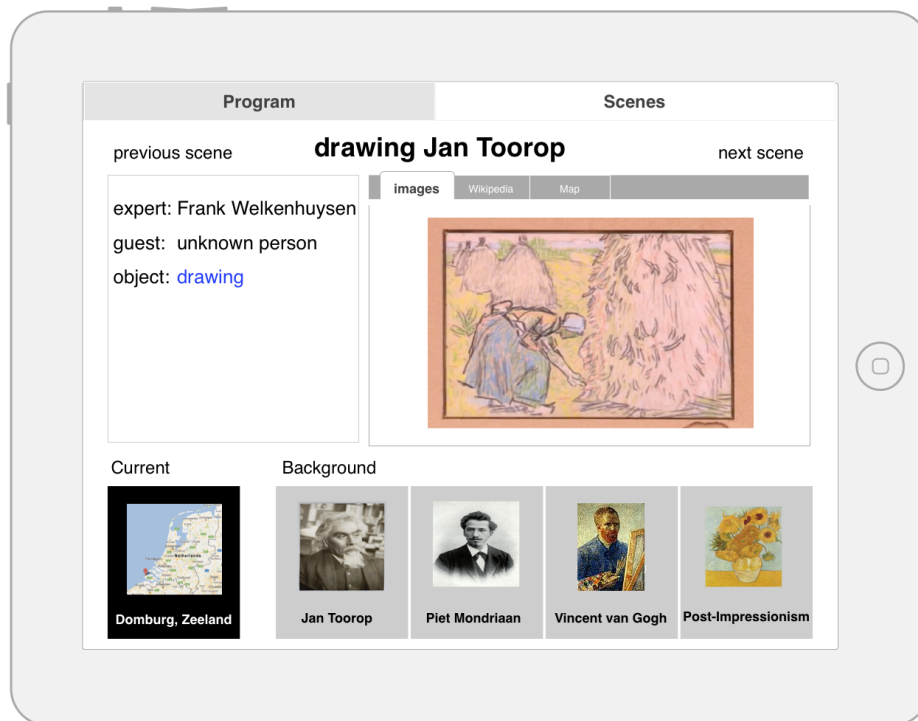 Program
Scenes
previous scene
drawing Jan Toorop
next scene
expert: Frank Welkenhuysen
guest: unknown person
object: drawing
images
Wikipedia
Map
Current
Background
Netherlands
Domburg, Zeeland
Jan Toorop
Piet Mondriaan
Vincent van Gogh
Post-Impressionism